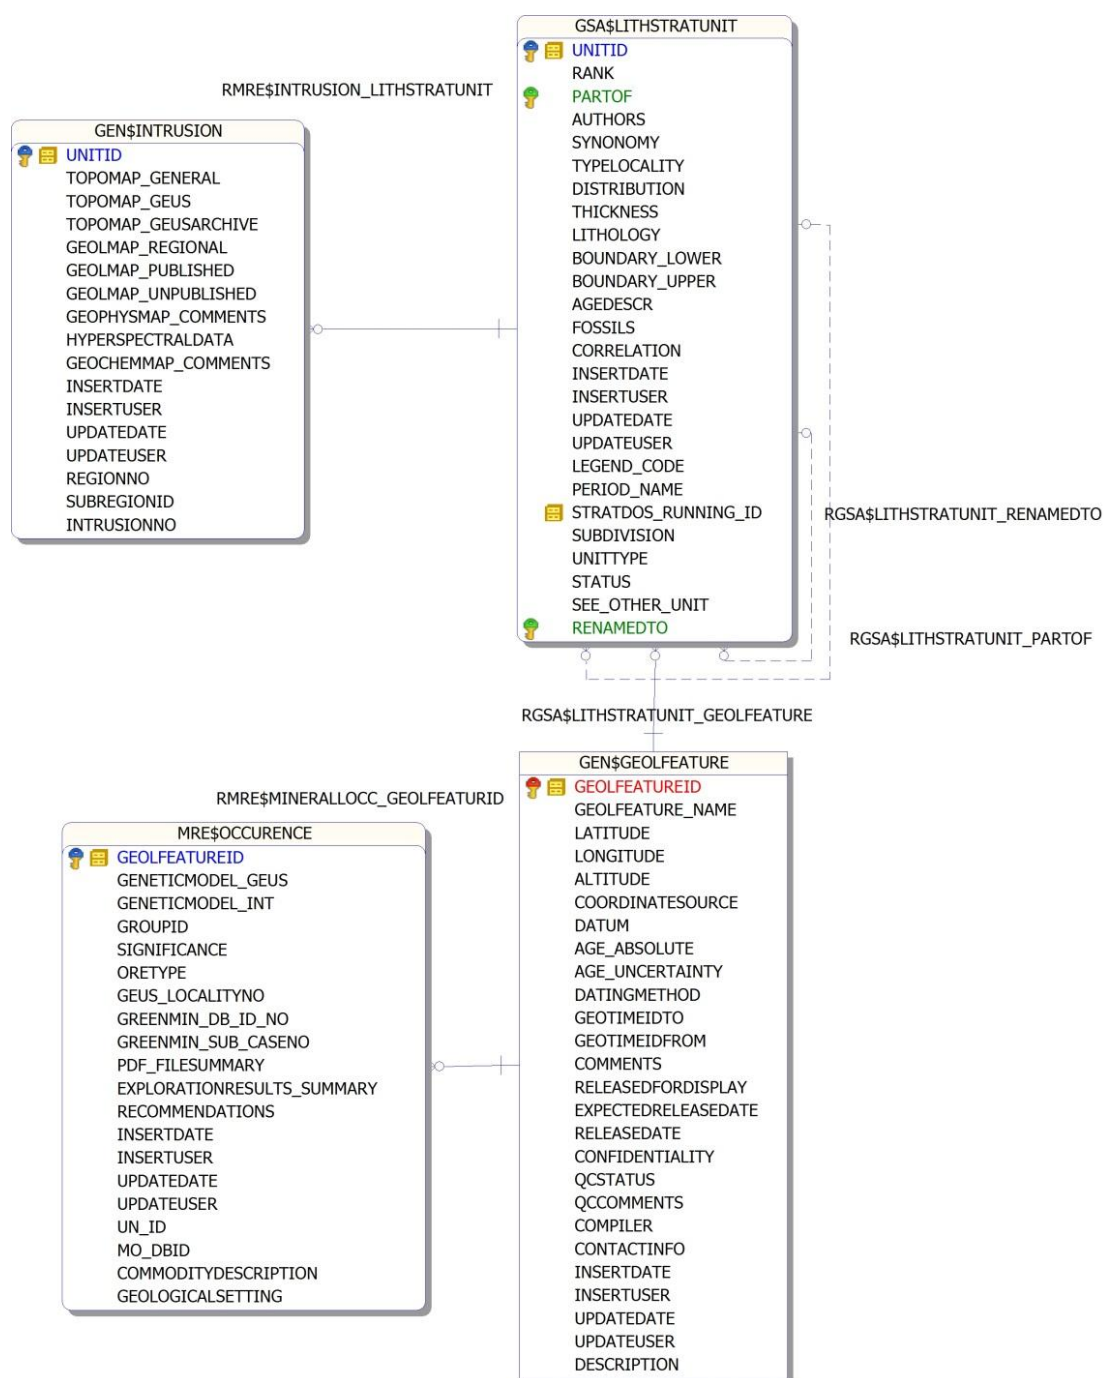 GSA$LITHSTRATUNIT
UNITID
RANK
PARTOF
AUTHORS
SYNONOMY
TYPELOCALITY
DISTRIBUTION
THICKNESS
LITHOLOGY
BOUNDARY_LOWER
BOUNDARY_UPPER
AGEDESCR
FOSSILS
CORRELATION
INSERTDATE
INSERTUSER
UPDATEDATE
UPDATEUSER
LEGEND_CODE
PERIOD_NAME
STRATDOS_RUNNING_ID
SUBDIVISION
UNITTYPE
STATUS
SEE_OTHER_UNIT
RENAMEDTO
RMRE$INTRUSION_LITHSTRATUNIT
GEN$INTRUSION
UNITID
TOPOMAP_GENERAL
TOPOMAP_GEUS
TOPOMAP_GEUSARCHIVE
GEOLMAP_REGIONAL
GEOLMAP_PUBLISHED
GEOLMAP_UNPUBLISHED
GEOPHYSMAP_COMMENTS
HYPERSPECTRALDATA
GEOCHEMMAP_COMMENTS
INSERTDATE
INSERTUSER
UPDATEDATE
UPDATEUSER
REGIONNO
SUBREGIONID
INTRUSIONNO
RGSA$LITHSTRATUNIT_RENAMEDTO
RGSA$LITHSTRATUNIT_PARTOF
RGSA$LITHSTRATUNIT_GEOLFEATURE
GEN$GEOLFEATURE
GEOLFEATUREID
GEOLFEATURE_NAME
LATITUDE
LONGITUDE
ALTITUDE
COORDINATESOURCE
DATUM
AGE_ABSOLUTE
AGE_UNCERTAINTY
DATINGMETHOD
GEOTIMEIDTO
GEOTIMEIDFROM
COMMENTS
RELEASEDFORDISPLAY
EXPECTEDRELEASEDATE
RELEASEDATE
CONFIDENTIALITY
QCSTATUS
QCCOMMENTS
COMPILER
CONTACTINFO
INSERTDATE
INSERTUSER
UPDATEDATE
UPDATEUSER
DESCRIPTION
RMRE$MINERALLOCC_GEOLFEATURID
MRE$OCCURENCE
GEOLFEATUREID
GENETICMODEL_GEUS
GENETICMODEL_INT
GROUPID
SIGNIFICANCE
ORETYPE
GEUS_LOCALITYNO
GREENMIN_DB_ID_NO
GREENMIN_SUB_CASENO
PDF_FILESUMMARY
EXPLORATIONRESULTS_SUMMARY
RECOMMENDATIONS
INSERTDATE
INSERTUSER
UPDATEDATE
UPDATEUSER
UN_ID
MO_DBID
COMMODITYDESCRIPTION
GEOLOGICALSETTING